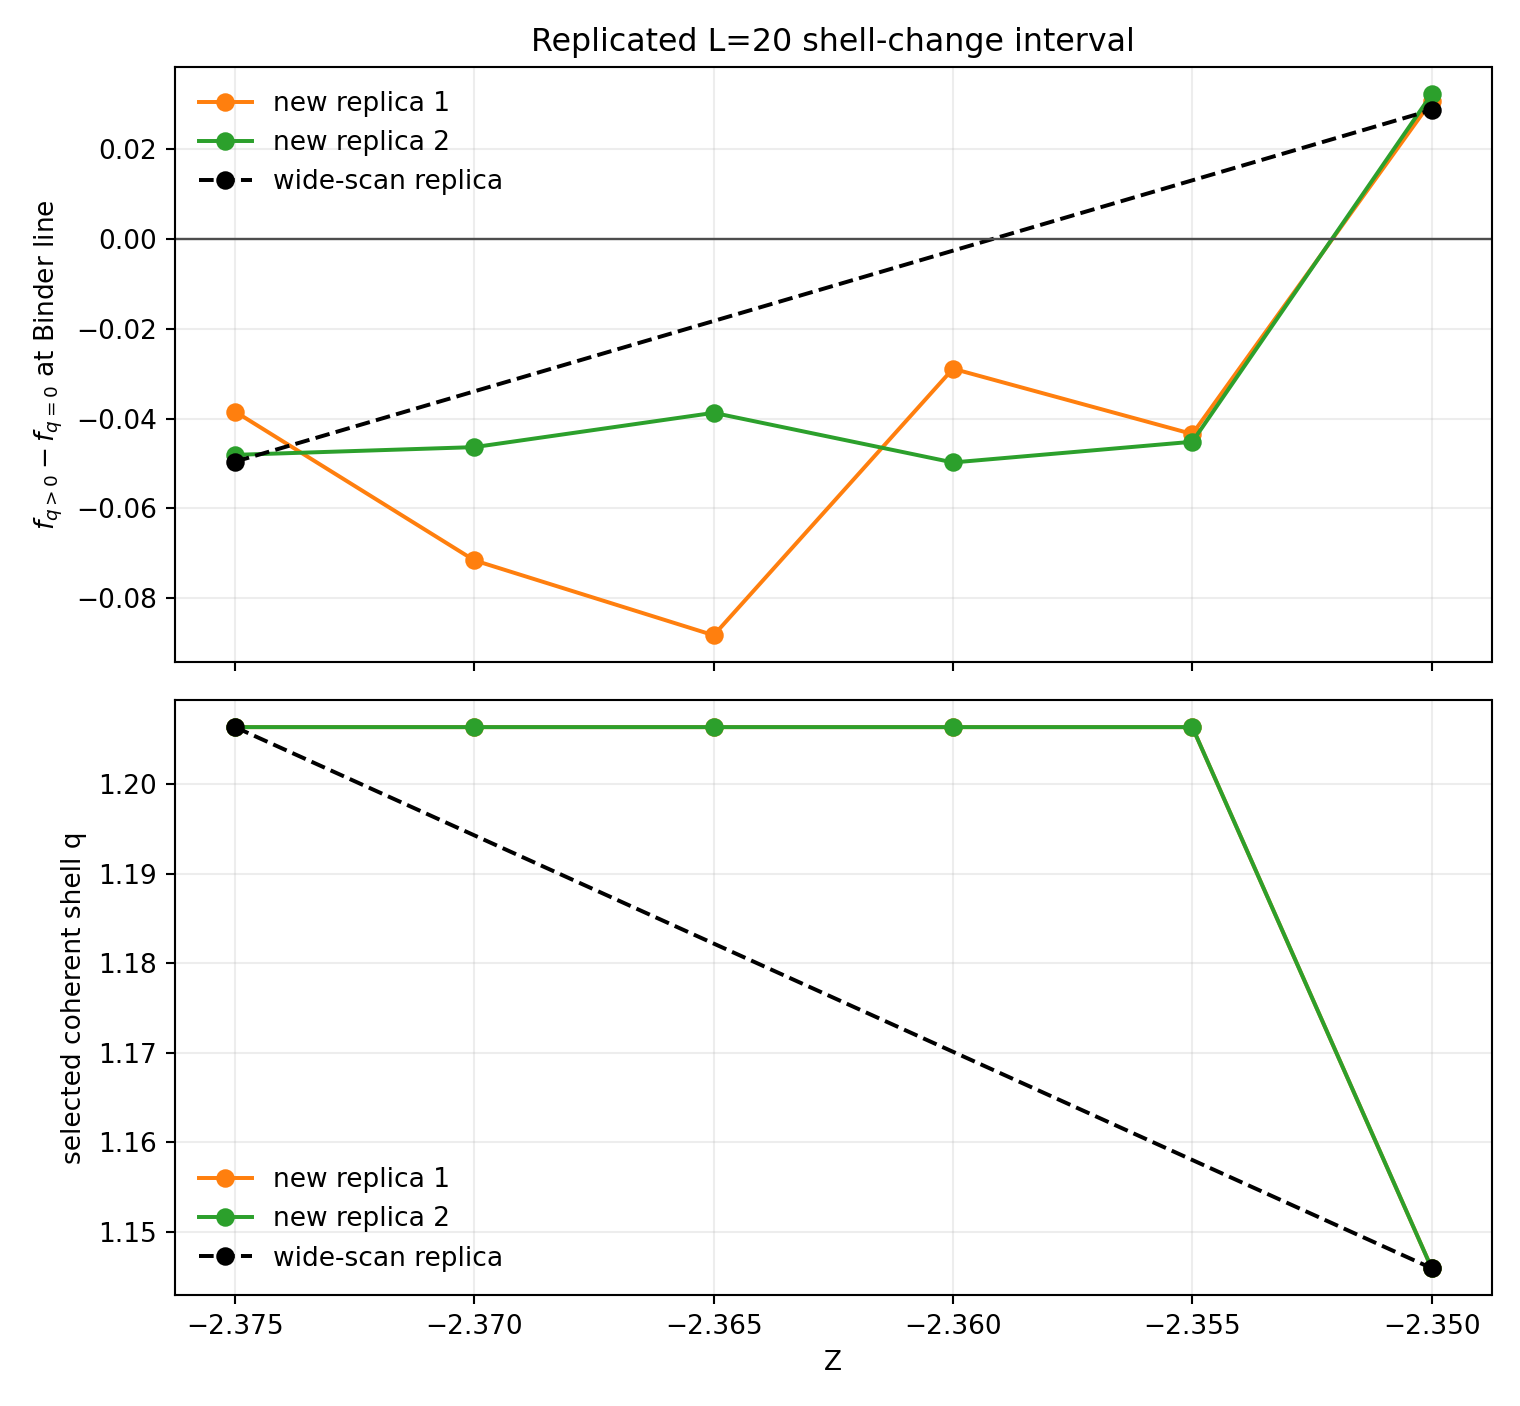 Replicated L=20 shell-change interval
new replica 1
new replica 2
wide-scan replica
0.02
0.00
−0.02
−0.04
−0.06
−0.08
f_{q>0} − f_{q=0} at Binder line
1.20
1.19
1.18
1.17
1.16
1.15
selected coherent shell q
new replica 1
new replica 2
wide-scan replica
−2.375 −2.370 −2.365 −2.360 −2.355 −2.350
Z